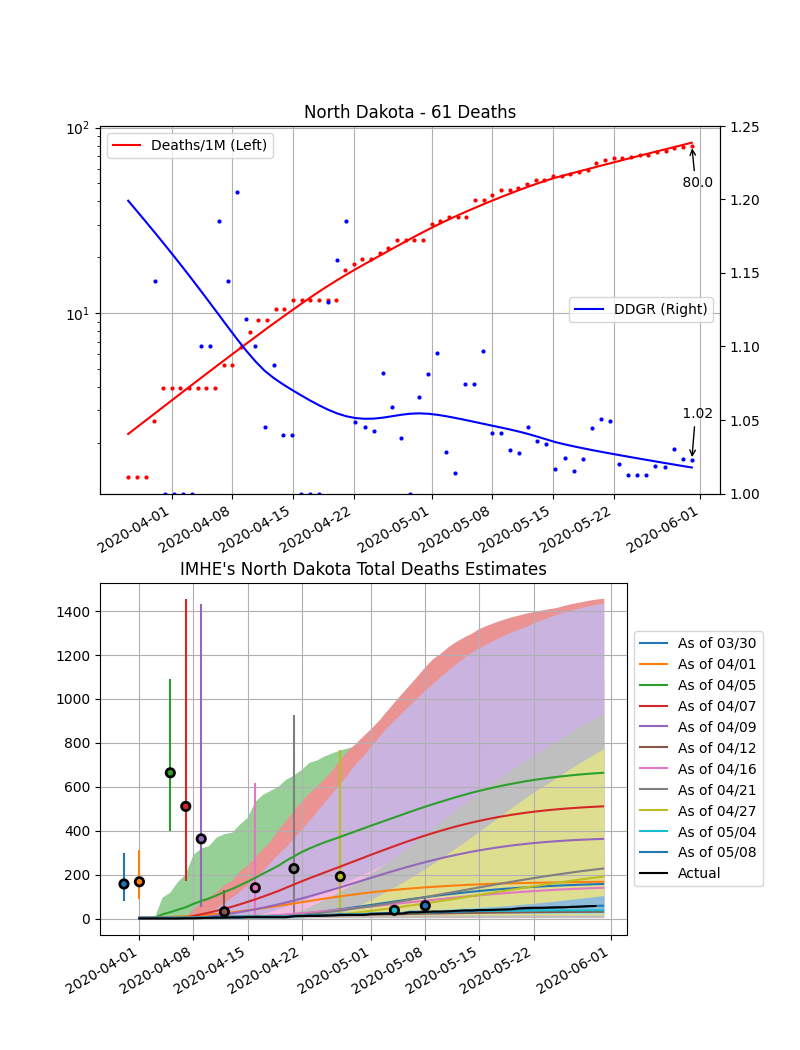 North Dakota - 61 Deaths
10²
10¹
Deaths/1M (Left)
DDGR (Right)
80.0
1.02
1.25
1.20
1.15
1.10
1.05
1.00
2020-04-01
2020-04-08
2020-04-15
2020-04-22
2020-05-01
2020-05-08
2020-05-15
2020-05-22
2020-06-01
IMHE's North Dakota Total Deaths Estimates
1400
1200
1000
800
600
400
200
0
2020-04-01
2020-04-08
2020-04-15
2020-04-22
2020-05-01
2020-05-08
2020-05-15
2020-05-22
2020-06-01
As of 03/30
As of 04/01
As of 04/05
As of 04/07
As of 04/09
As of 04/12
As of 04/16
As of 04/21
As of 04/27
As of 05/04
As of 05/08
Actual